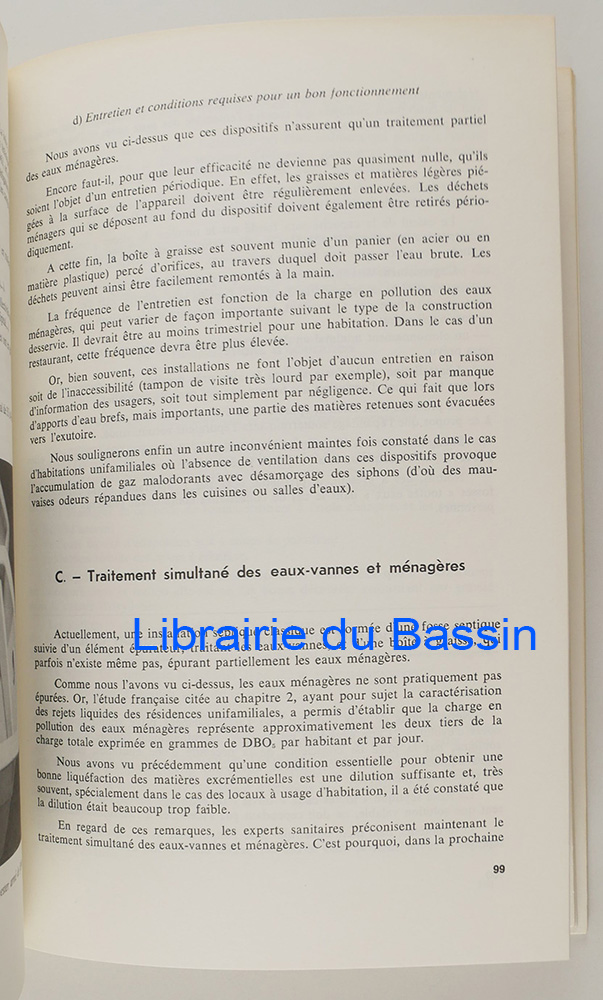 d) Entretien et conditions requises pour un bon fonctionnement
Nous avons vu ci-dessus que ces dispositifs n'assurent qu'un traitement partiel
des eaux ménagères.
Encore faut-il, pour que leur efficacité ne devienne pas quasiment nulle, qu'ils
soient l'objet d'un entretien périodique. En effet, les graisses et matières légères pié-
gées à la surface de l'appareil doivent être régulièrement enlevées. Les déchets
ménagers qui se déposent au fond du dispositif doivent également être retirés pério-
diquement.
A cette fin, la boîte à graisse est souvent munie d'un panier (en acier ou en
matière plastique) percé d'orifices, au travers duquel doit passer l'eau brute. Les
déchets peuvent ainsi être facilement remontés à la main.
La fréquence de l'entretien est fonction de la charge en pollution des eaux
ménagères, qui peut varier de façon importante suivant le type de la construction
desservie. Il devrait être au moins trimestriel pour une habitation. Dans le cas d'un
restaurant, cette fréquence devra être plus élevée.
Or, bien souvent, ces installations ne font l'objet d'aucun entretien en raison
soit de l'inaccessibilité (tampon de visite très lourd par exemple), soit par manque
d'information des usagers, soit tout simplement par négligence. Ce qui fait que lors
d'apports d'eau brefs, mais importants, une partie des matières retenues sont évacuées
vers l'exutoire.
Nous soulignerons enfin un autre inconvénient maintes fois constaté dans le cas
d'habitations unifamiliales où l'absence de ventilation dans ces dispositifs provoque
l'accumulation de gaz malodorants avec désamorçage des siphons (d'où des mau-
vaises odeurs répandues dans les cuisines ou salles d'eaux).
C. – Traitement simultané des eaux-vannes et ménagères
Actuellement, une installation septique classique est formée d'une fosse septique
Librairie du Bassin
suivie d'un élément épurateur, traitant les eaux-vannes et d'une boîte à graisse, qui
parfois n'existe même pas, épurant partiellement les eaux ménagères.
Comme nous l'avons vu ci-dessus, les eaux ménagères ne sont pratiquement pas
épurées. Or, l'étude française citée au chapitre 2, ayant pour sujet la caractérisation
des rejets liquides des résidences unifamiliales, a permis d'établir que la charge en
pollution des eaux ménagères représente approximativement les deux tiers de la
charge totale exprimée en grammes de DBO₅ par habitant et par jour.
Nous avons vu précédemment qu'une condition essentielle pour obtenir une
bonne liquéfaction des matières excrémentielles est une dilution suffisante et, très
souvent, spécialement dans le cas des locaux à usage d'habitation, il a été constaté que
la dilution était beaucoup trop faible.
En regard de ces remarques, les experts sanitaires préconisent maintenant le
traitement simultané des eaux-vannes et ménagères. C'est pourquoi, dans la prochaine
99